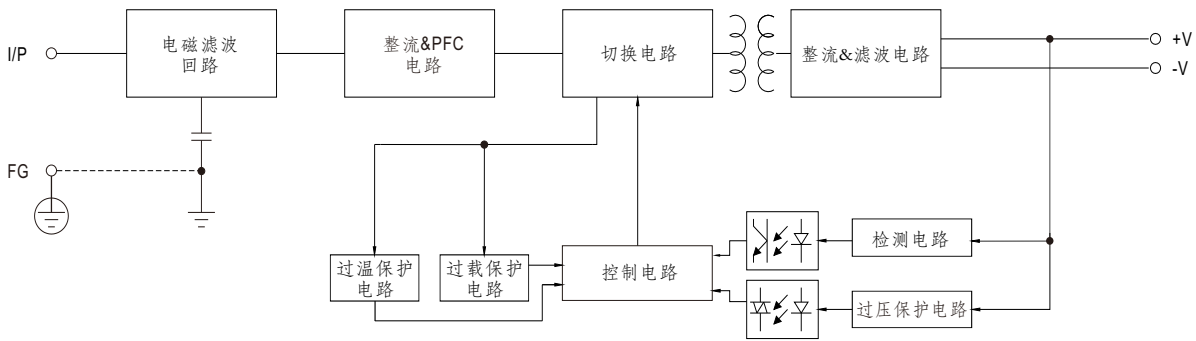 I/P
电磁滤波
回路
整流&PFC
电路
切换电路
整流&滤波电路
+V
-V
FG
过温保护
电路
过载保护
电路
控制电路
检测电路
过压保护电路